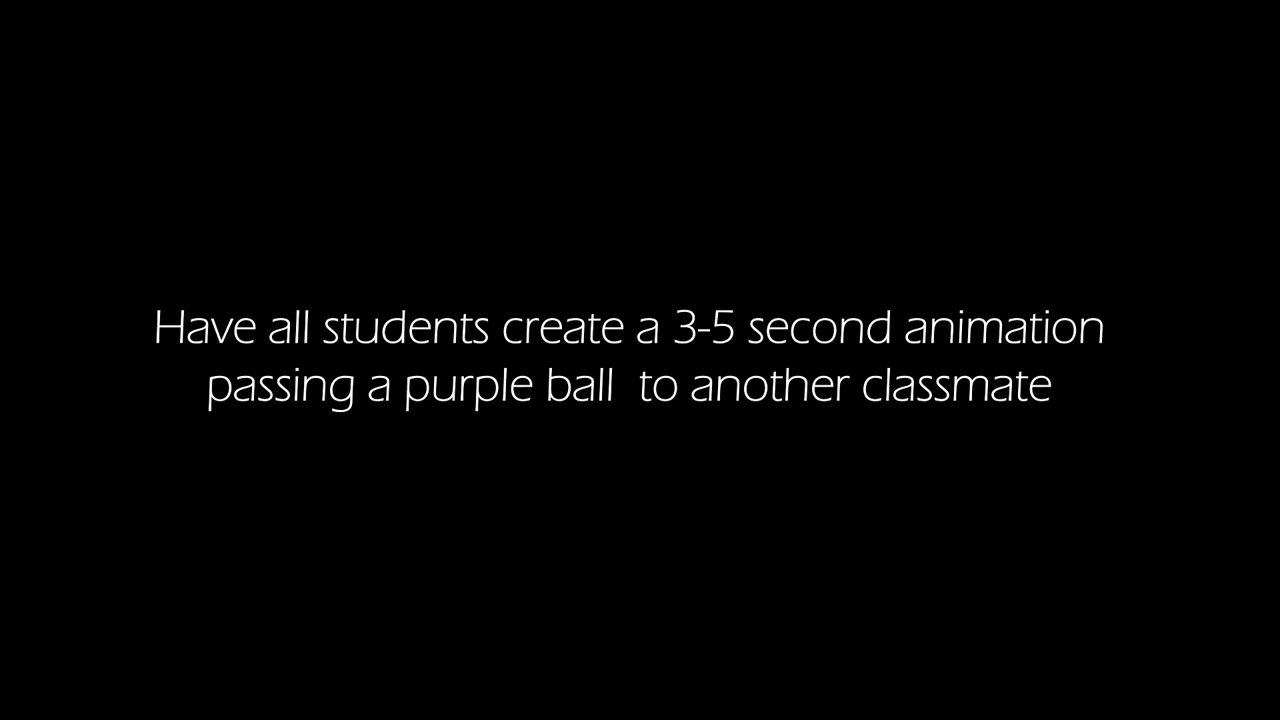 Have all students create a 3-5 second animation
passing a purple ball  to another classmate